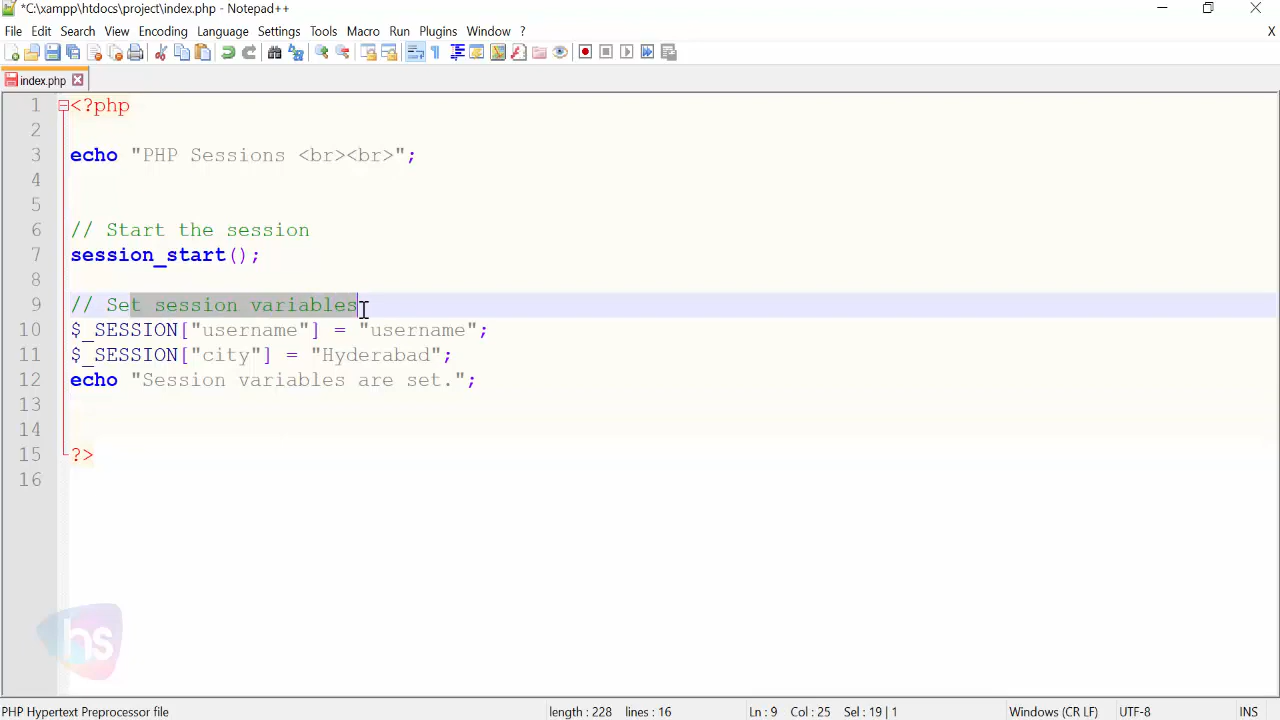 *C:\xampp\htdocs\project\index.php - Notepad++
File Edit Search View Encoding Language Settings Tools Macro Run Plugins Window ? X
index.php
1 <?php
2
3 echo "PHP Sessions <br><br>";
4
5
6 // Start the session
7 session_start();
8
9 // Set session variables
10 $_SESSION["username"] = "username";
11 $_SESSION["city"] = "Hyderabad";
12 echo "Session variables are set.";
13
14
15 ?>
16
hs
PHP Hypertext Preprocessor file length : 228 lines : 16 Ln : 9 Col : 25 Sel : 19 | 1 Windows (CR LF) UTF-8 INS